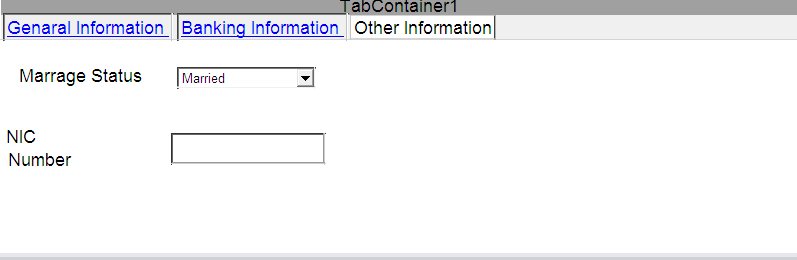 TabContainer1
Genaral Information Banking Information Other Information
Marrage Status Married
NIC
Number